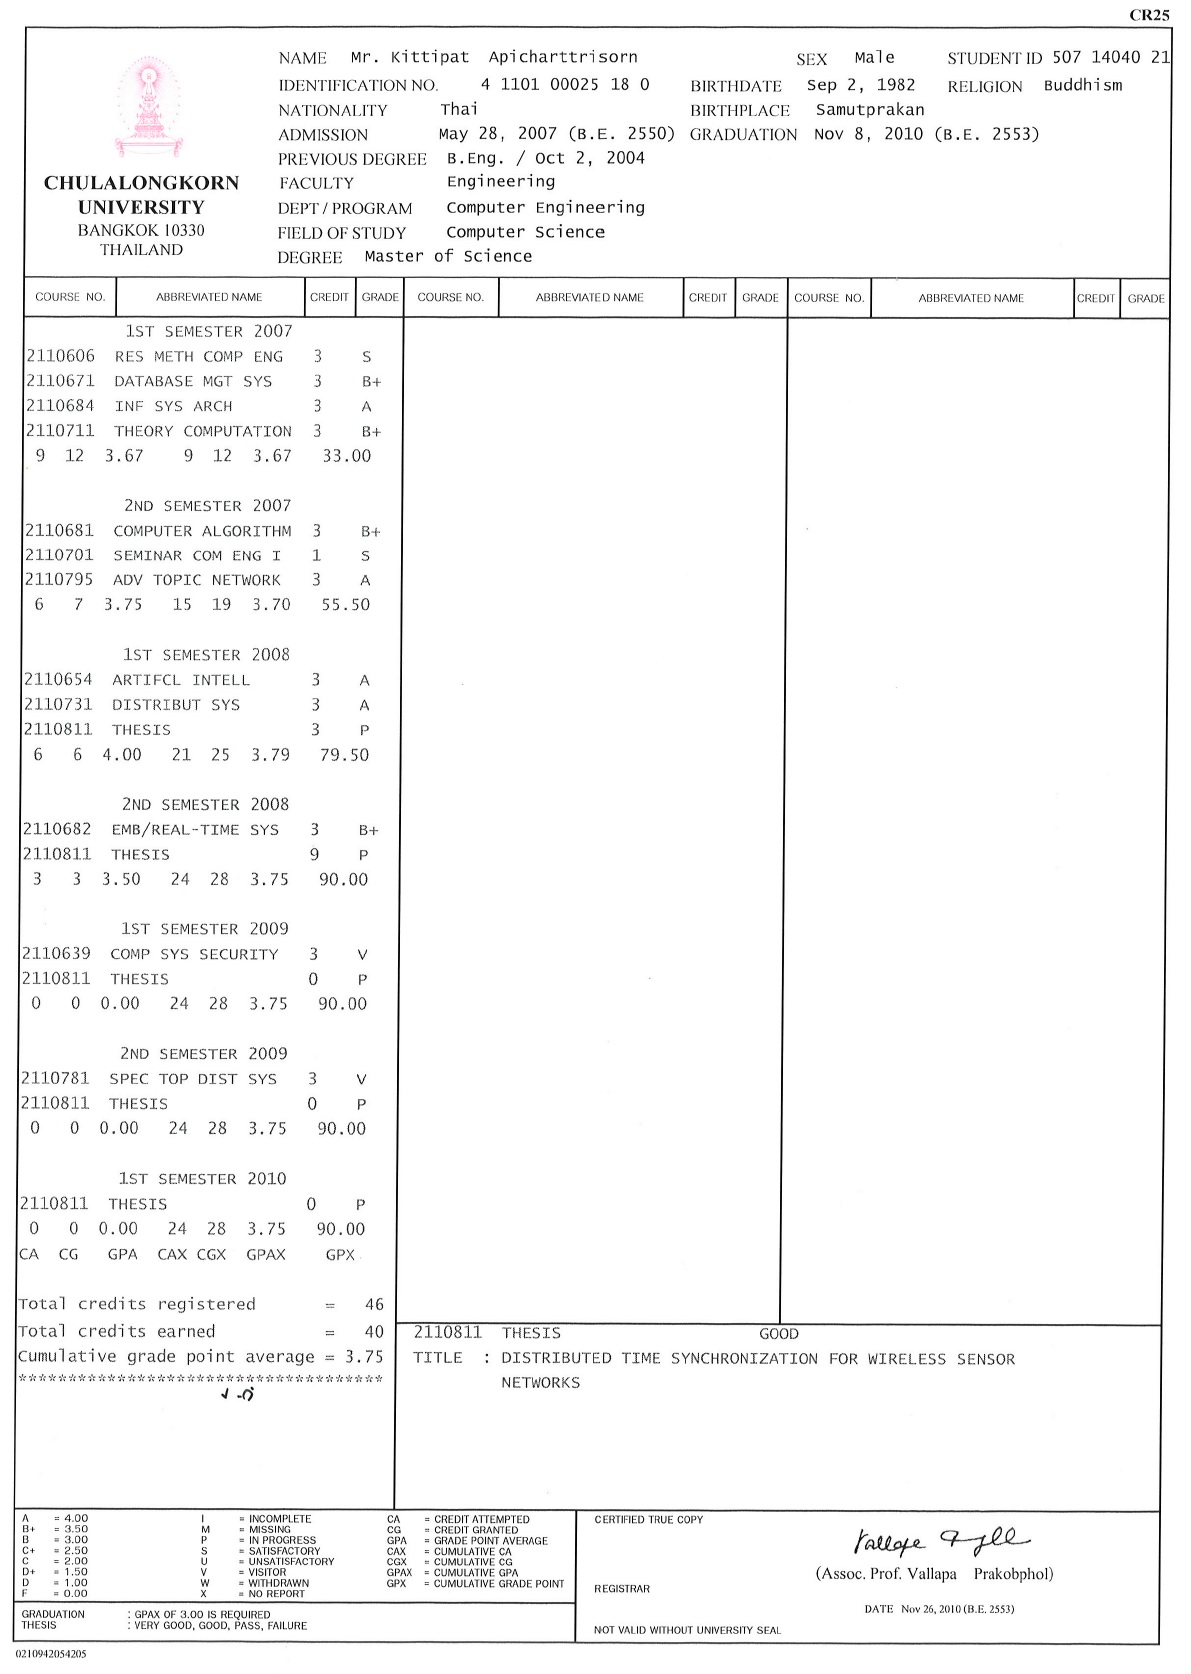 CR25
NAME Mr. Kittipat Apicharttrisorn SEX Male STUDENT ID 507 14040 21
IDENTIFICATION NO. 4 1101 00025 18 0 BIRTHDATE Sep 2, 1982 RELIGION Buddhism
NATIONALITY Thai BIRTHPLACE Samutprakan
ADMISSION May 28, 2007 (B.E. 2550) GRADUATION Nov 8, 2010 (B.E. 2553)
PREVIOUS DEGREE B.Eng. / Oct 2, 2004
FACULTY Engineering
DEPT / PROGRAM Computer Engineering
FIELD OF STUDY Computer Science
DEGREE Master of Science
CHULALONGKORN
UNIVERSITY
BANGKOK 10330
THAILAND
COURSE NO. ABBREVIATED NAME CREDIT GRADE COURSE NO. ABBREVIATED NAME CREDIT GRADE COURSE NO. ABBREVIATED NAME CREDIT GRADE
1ST SEMESTER 2007
2110606 RES METH COMP ENG 3 S
2110671 DATABASE MGT SYS 3 B+
2110684 INF SYS ARCH 3 A
2110711 THEORY COMPUTATION 3 B+
9 12 3.67 9 12 3.67 33.00
2ND SEMESTER 2007
2110681 COMPUTER ALGORITHM 3 B+
2110701 SEMINAR COM ENG I 1 S
2110795 ADV TOPIC NETWORK 3 A
6 7 3.75 15 19 3.70 55.50
1ST SEMESTER 2008
2110654 ARTIFCL INTELL 3 A
2110731 DISTRIBUT SYS 3 A
2110811 THESIS 3 P
6 6 4.00 21 25 3.79 79.50
2ND SEMESTER 2008
2110682 EMB/REAL-TIME SYS 3 B+
2110811 THESIS 9 P
3 3 3.50 24 28 3.75 90.00
1ST SEMESTER 2009
2110639 COMP SYS SECURITY 3 V
2110811 THESIS 0 P
0 0 0.00 24 28 3.75 90.00
2ND SEMESTER 2009
2110781 SPEC TOP DIST SYS 3 V
2110811 THESIS 0 P
0 0 0.00 24 28 3.75 90.00
1ST SEMESTER 2010
2110811 THESIS 0 P
0 0 0.00 24 28 3.75 90.00
CA CG GPA CAX CGX GPAX GPX
Total credits registered = 46
Total credits earned = 40
Cumulative grade point average = 3.75
*************************************
2110811 THESIS GOOD
TITLE : DISTRIBUTED TIME SYNCHRONIZATION FOR WIRELESS SENSOR
NETWORKS
A = 4.00 I = INCOMPLETE CA = CREDIT ATTEMPTED
B+ = 3.50 M = MISSING CG = CREDIT GRANTED
B = 3.00 P = IN PROGRESS GPA = GRADE POINT AVERAGE
C+ = 2.50 S = SATISFACTORY CAX = CUMULATIVE CA
C = 2.00 U = UNSATISFACTORY CGX = CUMULATIVE CG
D+ = 1.50 V = VISITOR GPAX = CUMULATIVE GPA
D = 1.00 W = WITHDRAWN GPX = CUMULATIVE GRADE POINT
F = 0.00 X = NO REPORT
GRADUATION : GPAX OF 3.00 IS REQUIRED
THESIS : VERY GOOD, GOOD, PASS, FAILURE
CERTIFIED TRUE COPY
(Assoc. Prof. Vallapa Prakobphol)
REGISTRAR
DATE Nov 26, 2010 (B.E. 2553)
NOT VALID WITHOUT UNIVERSITY SEAL
0210942054205